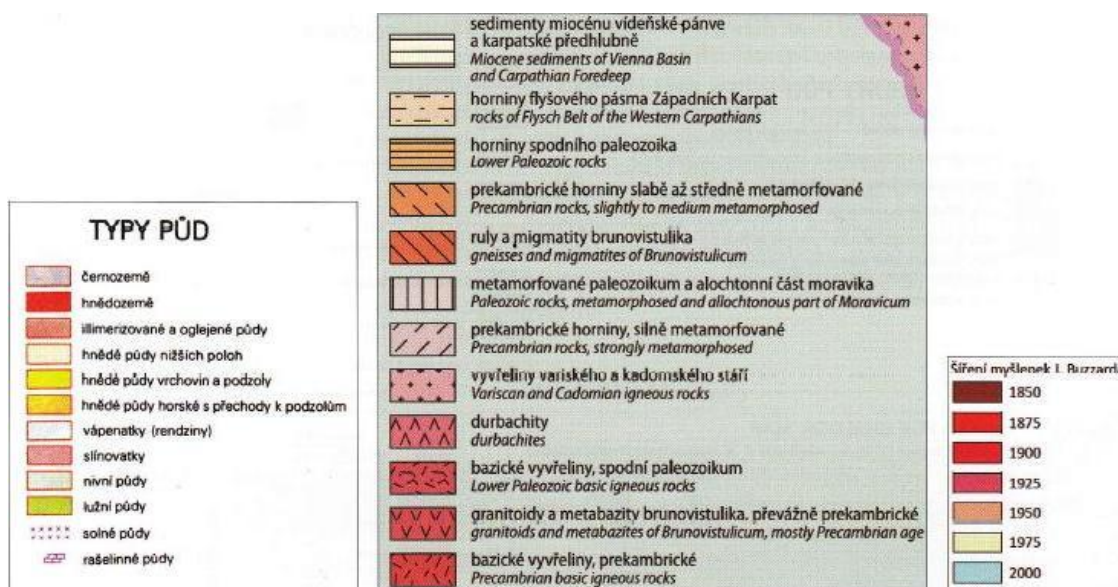 TYPY PŮD
černozemě
hnědozemě
illimerizované a oglejené půdy
hnědé půdy nižších poloh
hnědé půdy vrchovin a podzoly
hnědé půdy horské s přechody k podzolům
vápenatky (rendziny)
slínovatky
nivní půdy
lužní půdy
solné půdy
rašelinné půdy
sedimenty miocénu vídeňské pánve
a karpatské předhlubně
Miocene sediments of Vienna Basin
and Carpathian Foredeep
horniny flyšového pásma Západních Karpat
rocks of Flysch Belt of the Western Carpathians
horniny spodního paleozoika
Lower Paleozoic rocks
prekambrické horniny slabě až středně metamorfované
Precambrian rocks, slightly to medium metamorphosed
ruly a migmatity brunovistulika
gneisses and migmatites of Brunovistulicum
metamorfované paleozoikum a alochtonní část moravika
Paleozoic rocks, metamorphosed and allochtonous part of Moravicum
prekambrické horniny, silně metamorfované
Precambrian rocks, strongly metamorphosed
vyvřeliny variského a kadomského stáří
Variscan and Cadomian igneous rocks
durbachity
durbachites
bazické vyvřeliny, spodní paleozoikum
Lower Paleozoic basic igneous rocks
granitoidy a metabazity brunovistulika. převážně prekambrické
granitoids and metabazites of Brunovistulicum, mostly Precambrian age
bazické vyvřeliny, prekambrické
Precambrian basic igneous rocks
Šíření myšlenek J. Buzzarda
1850
1875
1900
1925
1950
1975
2000